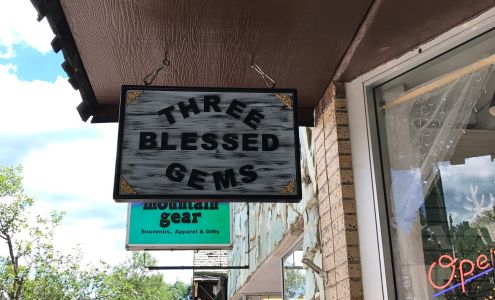 THREE
BLESSED
GEMS
mountain
gear
Souvenirs, Apparel & Gifts
Open